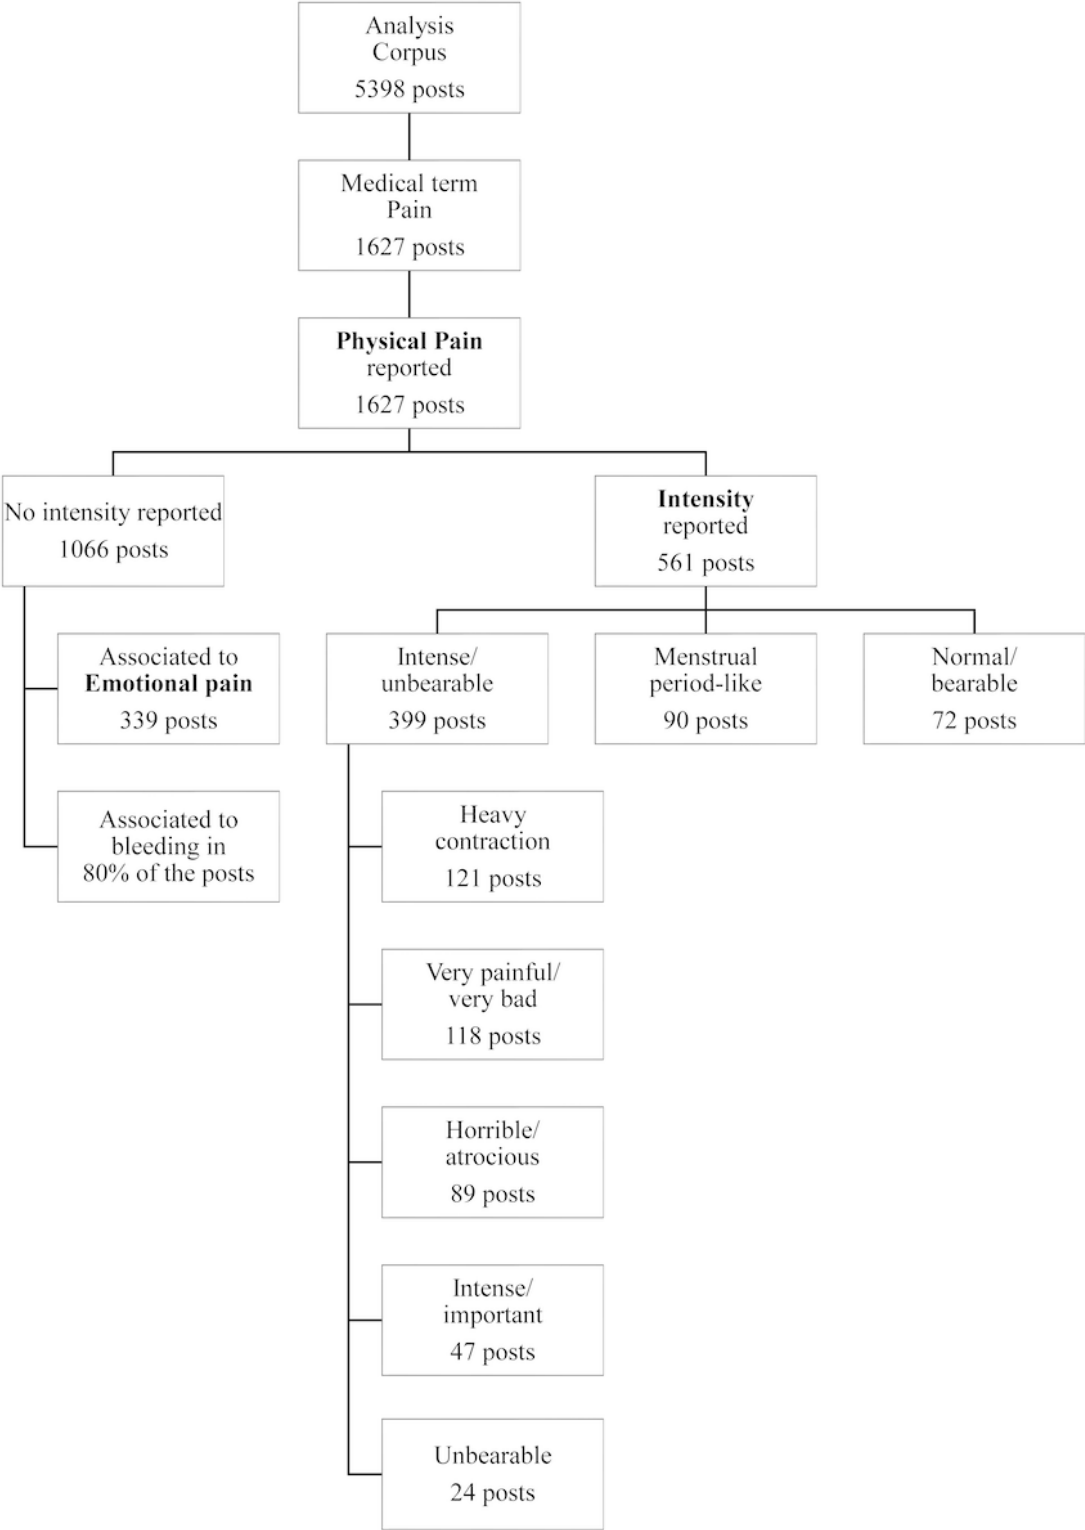 Analysis
Corpus
5398 posts
Medical term
Pain
1627 posts
Physical Pain
reported
1627 posts
No intensity reported
1066 posts
Intensity
reported
561 posts
Associated to
Emotional pain
339 posts
Intense/
unbearable
399 posts
Menstrual
period-like
90 posts
Normal/
bearable
72 posts
Associated to
bleeding in
80% of the posts
Heavy
contraction
121 posts
Very painful/
very bad
118 posts
Horrible/
atrocious
89 posts
Intense/
important
47 posts
Unbearable
24 posts